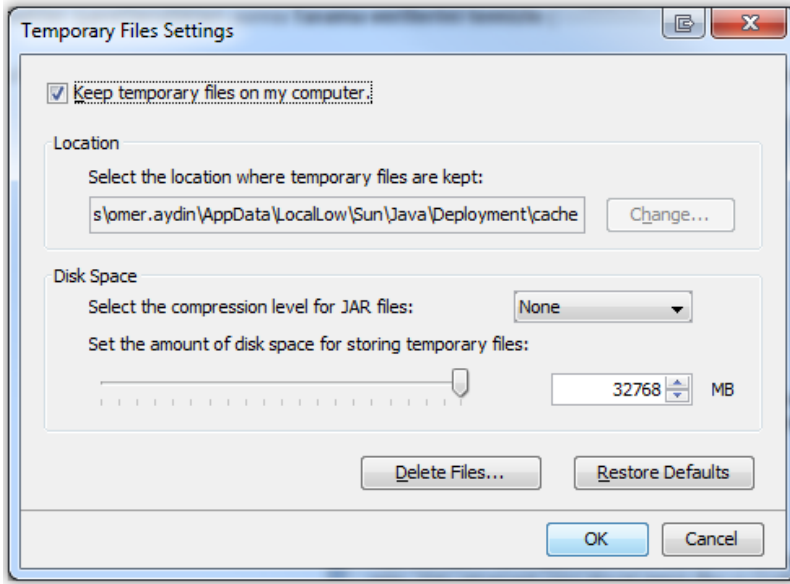 Temporary Files Settings
Keep temporary files on my computer.
Location
Select the location where temporary files are kept:
s\omer.aydin\AppData\LocalLow\Sun\Java\Deployment\cache
Change...
Disk Space
Select the compression level for JAR files:
None
Set the amount of disk space for storing temporary files:
32768
MB
Delete Files...
Restore Defaults
OK
Cancel